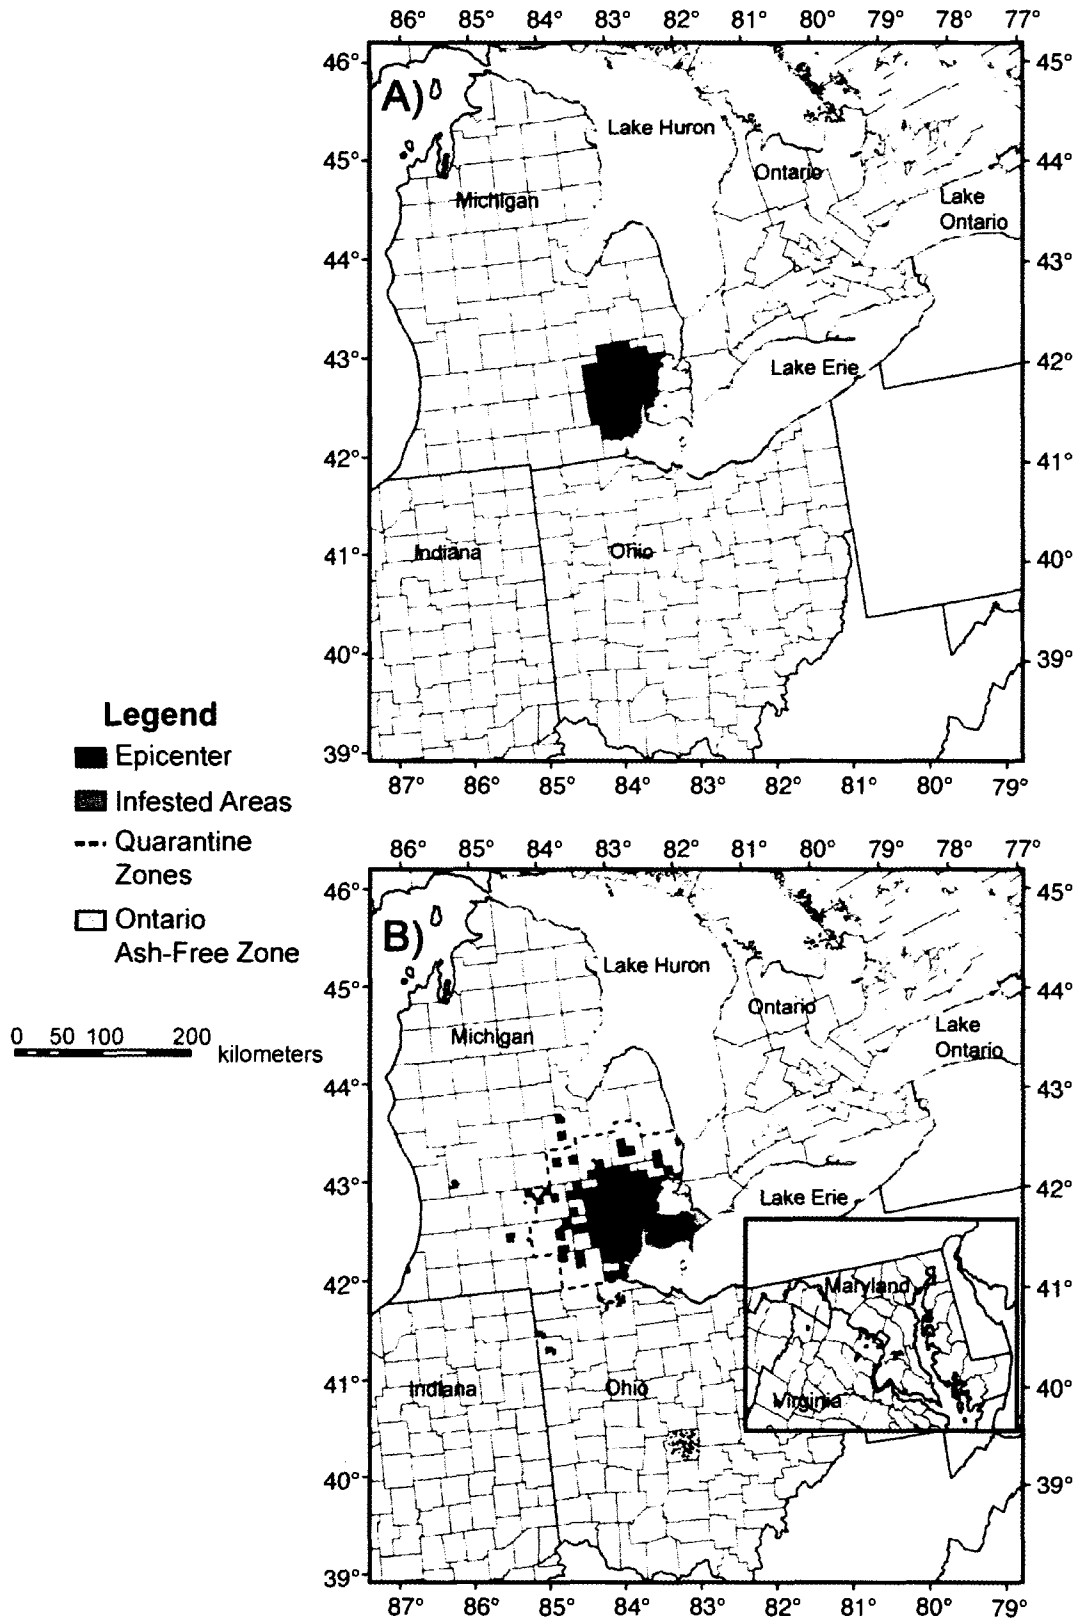 86° 85° 84° 83° 82° 81° 80° 79° 78° 77°
46° 45°
A)
Lake Huron
45° Ontario 44°
Michigan Lake
Ontario
44° 43°
43° 42°
Lake Erie
42° 41°
41° Indiana Ohio 40°
40° 39°
39°
87° 86° 85° 84° 83° 82° 81° 80° 79°
Legend
Epicenter
Infested Areas
Quarantine
Zones
Ontario
Ash-Free Zone
0 50 100 200
kilometers
86° 85° 84° 83° 82° 81° 80° 79° 78° 77°
46° 45°
B)
Lake Huron
45° 44°
Ontario
Michigan Lake
Ontario
44° 43°
43° 42°
Lake Erie
42° 41°
Maryland
41° Indiana Ohio 40°
Virginia
40° 39°
39°
87° 86° 85° 84° 83° 82° 81° 80° 79°